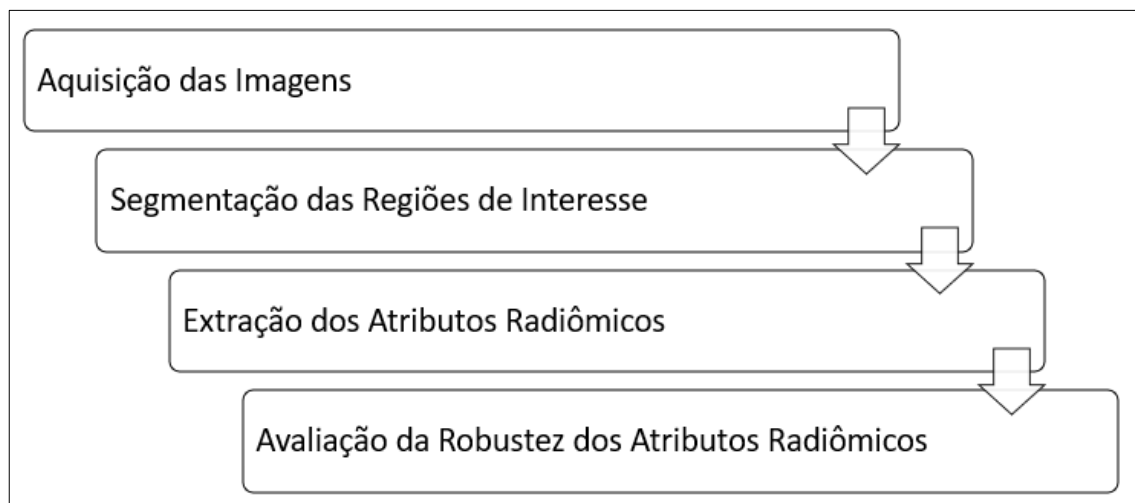 Aquisição das Imagens
Segmentação das Regiões de Interesse
Extração dos Atributos Radiômicos
Avaliação da Robustez dos Atributos Radiômicos